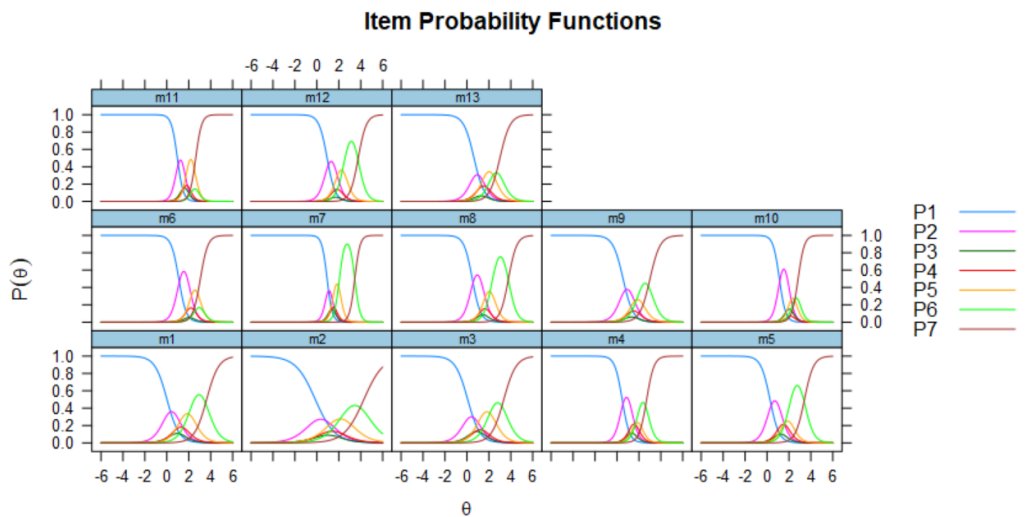 Item Probability Functions
-6 -4 -2 0 2 4 6
m11 m12 m13
1.0
0.8
0.6
0.4
0.2
0.0
m6 m7 m8 m9 m10
1.0
0.8
0.6
0.4
0.2
0.0
m1 m2 m3 m4 m5
1.0
0.8
0.6
0.4
0.2
0.0
P(θ)
-6 -4 -2 0 2 4 6 -6 -4 -2 0 2 4 6 -6 -4 -2 0 2 4 6
θ
P1
P2
P3
P4
P5
P6
P7